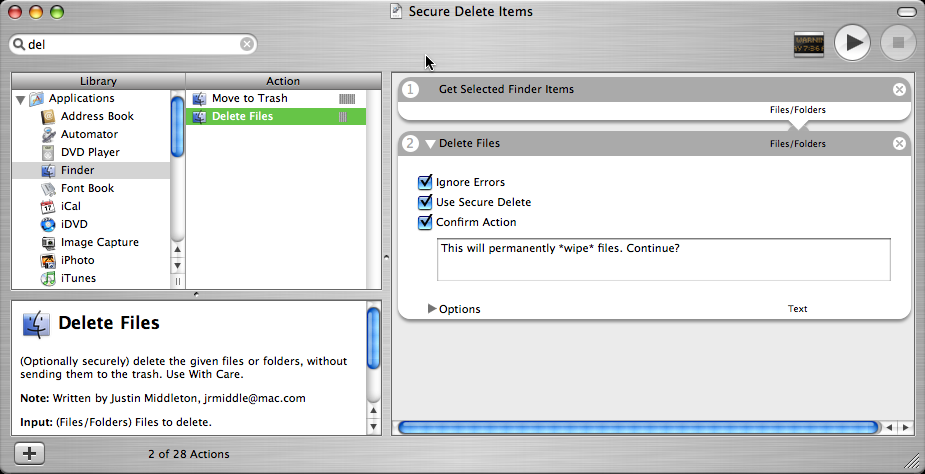 Secure Delete Items
del
Library
Action
Applications
Address Book
Automator
DVD Player
Finder
Font Book
iCal
iDVD
Image Capture
iPhoto
iTunes
Move to Trash
Delete Files
Delete Files
(Optionally securely) delete the given files or folders, without
sending them to the trash. Use With Care.
Note: Written by Justin Middleton, jrmiddle@mac.com
Input: (Files/Folders) Files to delete.
2 of 28 Actions
1 Get Selected Finder Items
Files/Folders
2 Delete Files Files/Folders
Ignore Errors
Use Secure Delete
Confirm Action
This will permanently *wipe* files. Continue?
Options Text